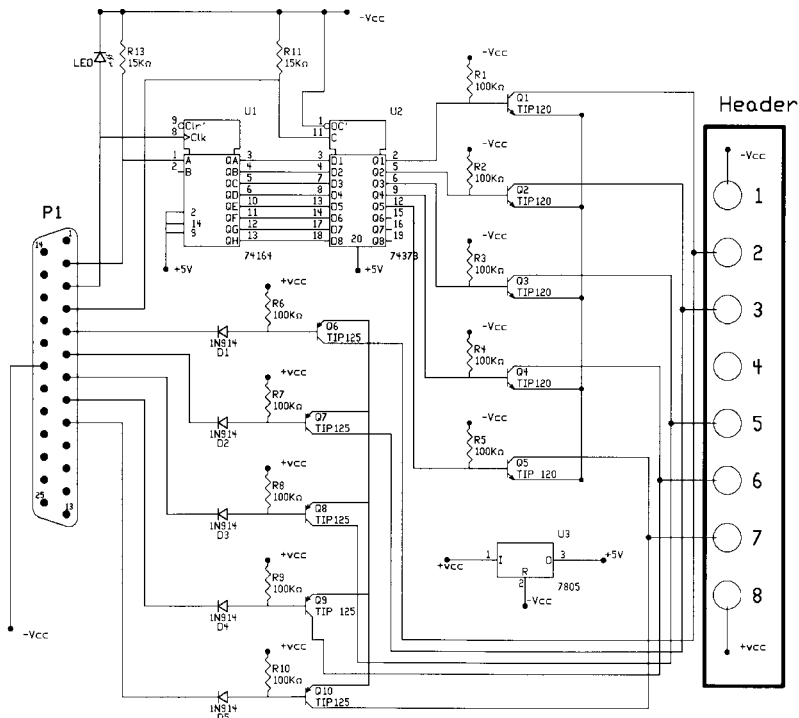 -Vcc
LED
R13
15KΩ
R11
15KΩ
-Vcc
R1
100KΩ
Q1
TIP120
Header
U1
U2
9
Clr'
8
Clk
1
OC'
11
C
1
A
2
B
QA
3
3
D1
Q1
2
QB
4
4
D2
Q2
5
QC
5
7
D3
Q3
6
QD
6
8
D4
Q4
9
QE
10
13
D5
Q5
12
QF
11
14
D6
Q6
15
QG
12
17
D7
Q7
16
QH
13
18
D8
Q8
19
2
14
9
20
74164
74373
+5V
+5V
-Vcc
R2
100KΩ
Q2
TIP120
-Vcc
R3
100KΩ
Q3
TIP120
-Vcc
R4
100KΩ
Q4
TIP120
-Vcc
R5
100KΩ
Q5
TIP 120
-Vcc
1
2
3
4
5
6
7
8
+vcc
P1
14
1
25
13
-Vcc
+vcc
R6
100KΩ
1N914
D1
Q6
TIP125
+vcc
R7
100KΩ
1N914
D2
Q7
TIP125
+vcc
R8
100KΩ
1N914
D3
Q8
TIP125
+vcc
R9
100KΩ
1N914
D4
Q9
TIP 125
+vcc
R10
100KΩ
1N914
D5
Q10
TIP125
U3
+vcc
1
I
O
3
+5V
R
2
7805
-Vcc